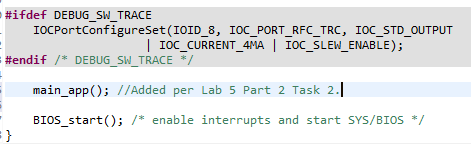 #ifdef DEBUG_SW_TRACE
IOCPortConfigureSet(IOID_8, IOC_PORT_RFC_TRC, IOC_STD_OUTPUT
| IOC_CURRENT_4MA | IOC_SLEW_ENABLE);
#endif /* DEBUG_SW_TRACE */
main_app(); //Added per Lab 5 Part 2 Task 2.
BIOS_start(); /* enable interrupts and start SYS/BIOS */
}